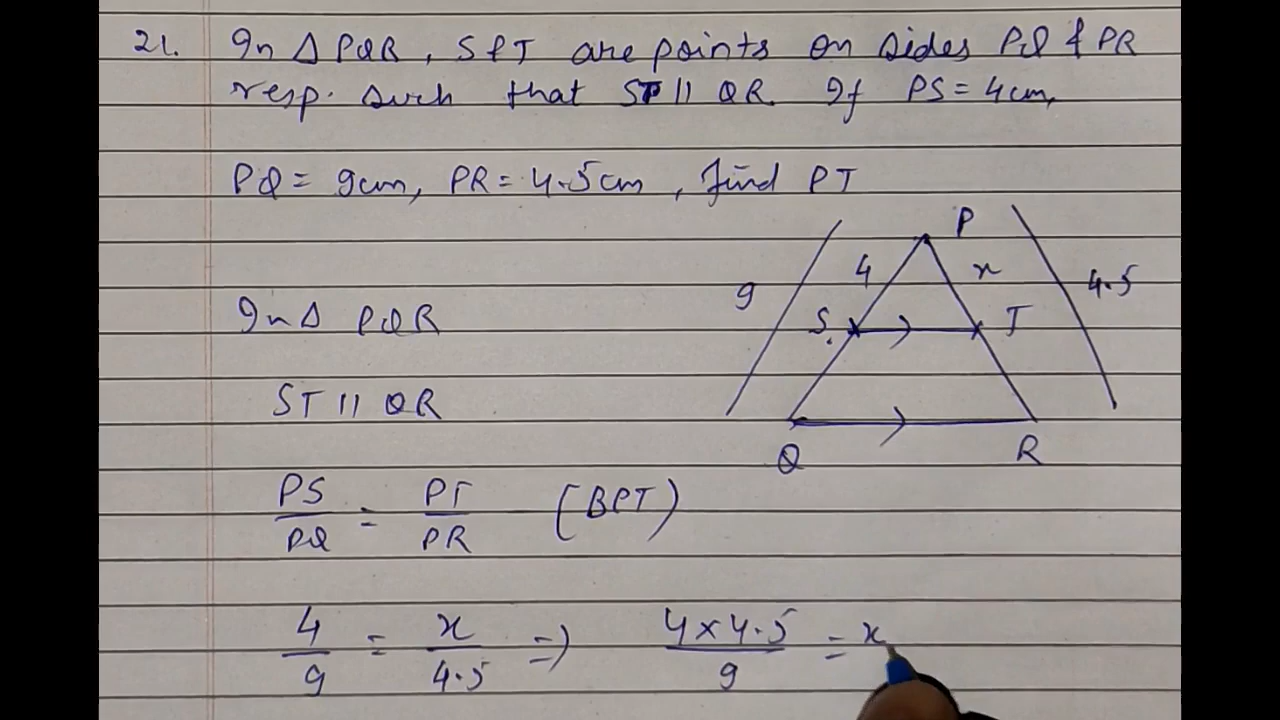 21. In Δ PQR, S & T are points on sides PQ & PR
resp. such that ST || QR. If PS = 4cm,
PQ = 9cm, PR = 4.5cm, find PT
P
4
x
9
4.5
S
T
Q
R
In Δ PQR
ST || QR
PS/PQ = PT/PR (BPT)
4/9 = x/4.5 => 4×4.5/9 = x